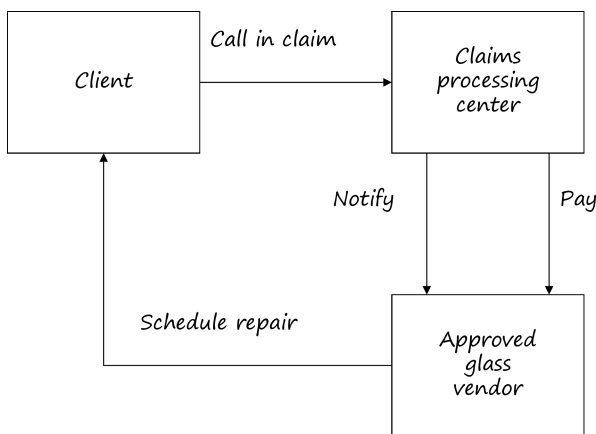 Call in claim
Client
Claims
processing
center
Notify
Pay
Schedule repair
Approved
glass
vendor